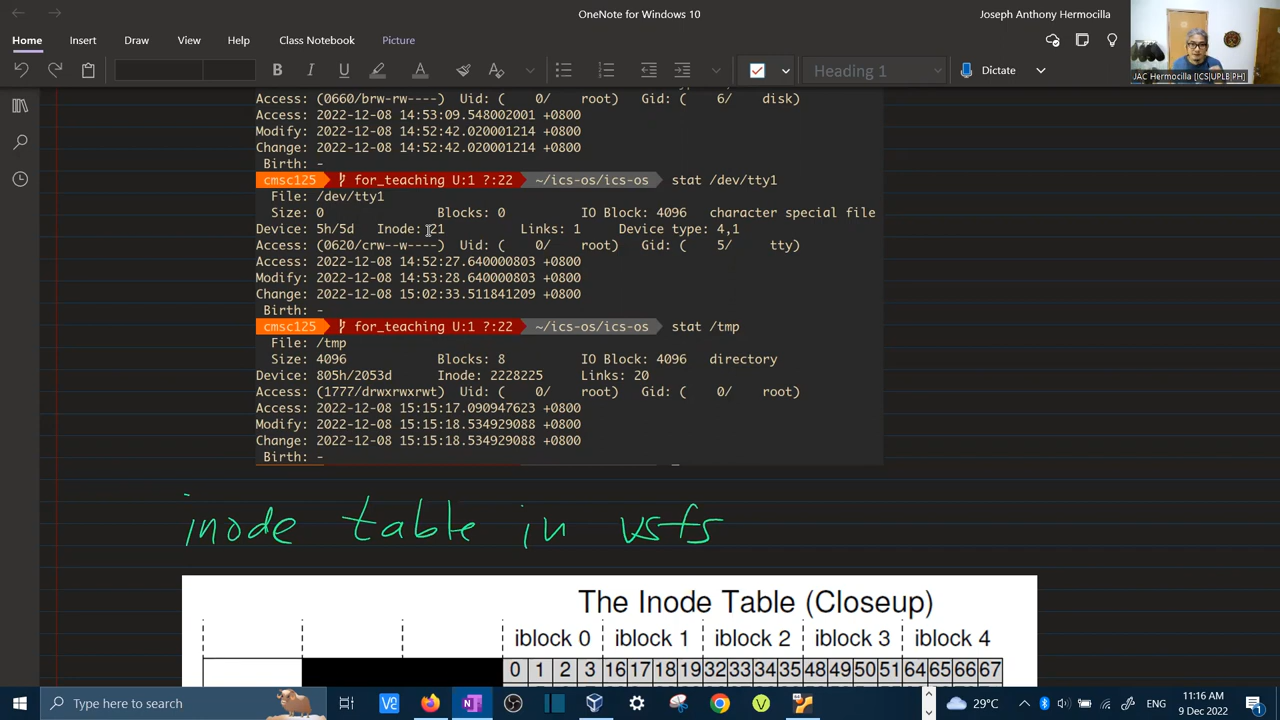 OneNote for Windows 10
Joseph Anthony Hermocilla
Home Insert Draw View Help Class Notebook Picture
Heading 1
Dictate
JAC Hermocilla [ICS|UPLB PH]
Access: (0660/brw-rw----) Uid: ( 0/ root) Gid: ( 6/ disk)
Access: 2022-12-08 14:53:09.548002001 +0800
Modify: 2022-12-08 14:52:42.020001214 +0800
Change: 2022-12-08 14:52:42.020001214 +0800
Birth: -
cmsc125 for_teaching U:1 ?:22 ~/ics-os/ics-os stat /dev/tty1
File: /dev/tty1
Size: 0 Blocks: 0 IO Block: 4096 character special file
Device: 5h/5d Inode: 21 Links: 1 Device type: 4,1
Access: (0620/crw--w----) Uid: ( 0/ root) Gid: ( 5/ tty)
Access: 2022-12-08 14:52:27.640000803 +0800
Modify: 2022-12-08 14:53:28.640000803 +0800
Change: 2022-12-08 15:02:33.511841209 +0800
Birth: -
cmsc125 for_teaching U:1 ?:22 ~/ics-os/ics-os stat /tmp
File: /tmp
Size: 4096 Blocks: 8 IO Block: 4096 directory
Device: 805h/2053d Inode: 2228225 Links: 20
Access: (1777/drwxrwxrwt) Uid: ( 0/ root) Gid: ( 0/ root)
Access: 2022-12-08 15:15:17.090947623 +0800
Modify: 2022-12-08 15:15:18.534929088 +0800
Change: 2022-12-08 15:15:18.534929088 +0800
Birth: -
inode table in vsfs
The Inode Table (Closeup)
iblock 0 iblock 1 iblock 2 iblock 3 iblock 4
0 1 2 3 16 17 18 19 32 33 34 35 48 49 50 51 64 65 66 67
Type here to search
29°C
11:16 AM
9 Dec 2022